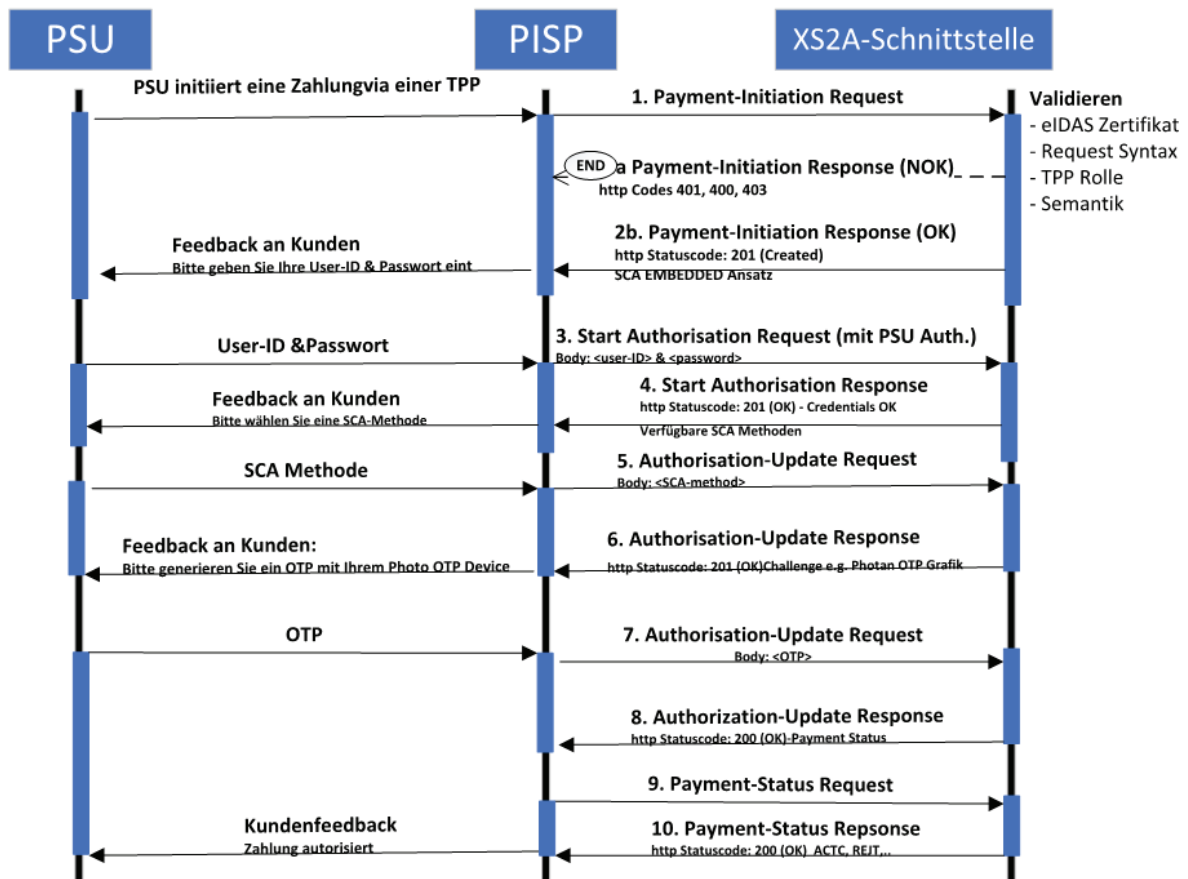 PSU
PISP
XS2A-Schnittstelle
PSU initiiert eine Zahlungvia einer TPP
1. Payment-Initiation Request
Validieren
- eIDAS Zertifikat
- Request Syntax
- TPP Rolle
- Semantik
END
a Payment-Initiation Response (NOK)
http Codes 401, 400, 403
2b. Payment-Initiation Response (OK)
http Statuscode: 201 (Created)
SCA EMBEDDED Ansatz
Feedback an Kunden
Bitte geben Sie Ihre User-ID & Passwort eint
User-ID &Passwort
3. Start Authorisation Request (mit PSU Auth.)
Body: <user-ID> & <password>
4. Start Authorisation Response
http Statuscode: 201 (OK) - Credentials OK
Verfügbare SCA Methoden
Feedback an Kunden
Bitte wählen Sie eine SCA-Methode
SCA Methode
5. Authorisation-Update Request
Body: <SCA-method>
6. Authorisation-Update Response
http Statuscode: 201 (OK)Challenge e.g. Photan OTP Grafik
Feedback an Kunden:
Bitte generieren Sie ein OTP mit Ihrem Photo OTP Device
OTP
7. Authorisation-Update Request
Body: <OTP>
8. Authorization-Update Response
http Statuscode: 200 (OK)-Payment Status
9. Payment-Status Request
10. Payment-Status Repsonse
http Statuscode: 200 (OK) ACTC, REJT,..
Kundenfeedback
Zahlung autorisiert